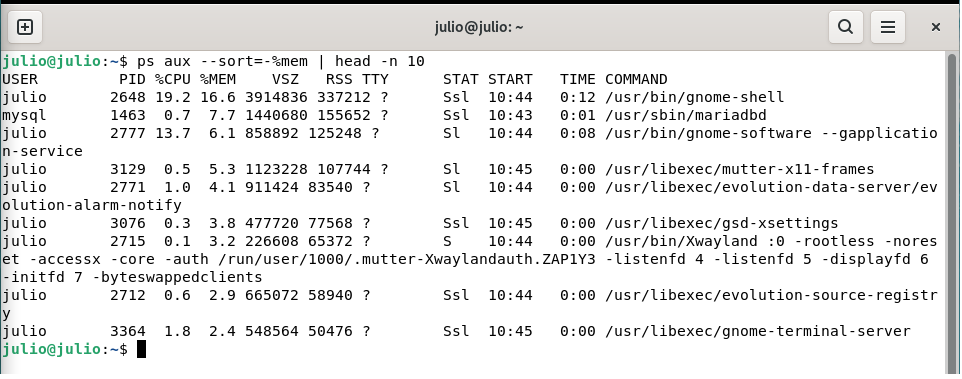 julio@julio: ~
julio@julio:~$ ps aux --sort=-%mem | head -n 10
USER         PID %CPU %MEM    VSZ   RSS TTY      STAT START   TIME COMMAND
julio       2648 19.2 16.6 3914836 337212 ?      Ssl  10:44   0:12 /usr/bin/gnome-shell
mysql       1463  0.7  7.7 1440680 155652 ?      Ssl  10:43   0:01 /usr/sbin/mariadbd
julio       2777 13.7  6.1 858892 125248 ?       Sl   10:44   0:08 /usr/bin/gnome-software --gapplicatio
n-service
julio       3129  0.5  5.3 1123228 107744 ?      Sl   10:45   0:00 /usr/libexec/mutter-x11-frames
julio       2771  1.0  4.1 911424 83540 ?        Sl   10:44   0:00 /usr/libexec/evolution-data-server/ev
olution-alarm-notify
julio       3076  0.3  3.8 477720 77568 ?        Ssl  10:45   0:00 /usr/libexec/gsd-xsettings
julio       2715  0.1  3.2 226608 65372 ?        S    10:44   0:00 /usr/bin/Xwayland :0 -rootless -nores
et -accessx -core -auth /run/user/1000/.mutter-Xwaylandauth.ZAP1Y3 -listenfd 4 -listenfd 5 -displayfd 6
-initfd 7 -byteswappedclients
julio       2712  0.6  2.9 665072 58940 ?        Ssl  10:44   0:00 /usr/libexec/evolution-source-registr
y
julio       3364  1.8  2.4 548564 50476 ?        Ssl  10:45   0:00 /usr/libexec/gnome-terminal-server
julio@julio:~$